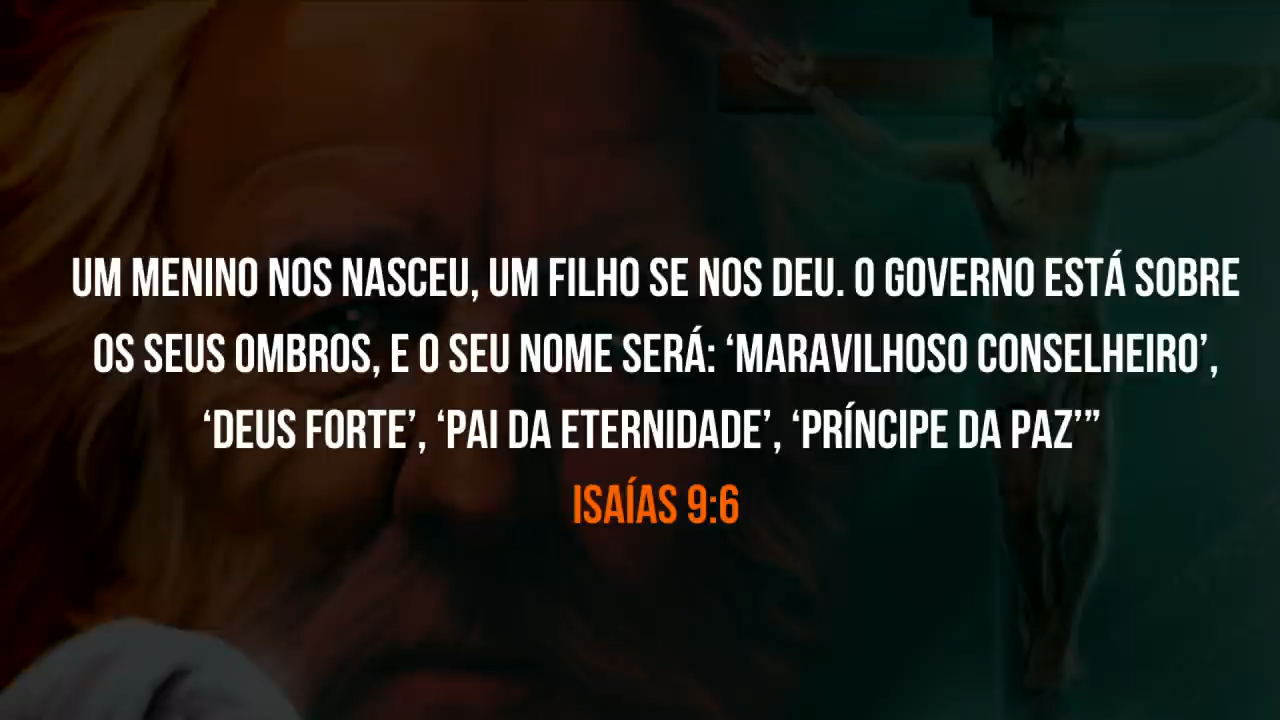 UM MENINO NOS NASCEU, UM FILHO SE NOS DEU. O GOVERNO ESTÁ SOBRE
OS SEUS OMBROS, E O SEU NOME SERÁ: ‘MARAVILHOSO CONSELHEIRO’,
‘DEUS FORTE’, ‘PAI DA ETERNIDADE’, ‘PRÍNCIPE DA PAZ’”
ISAÍAS 9:6